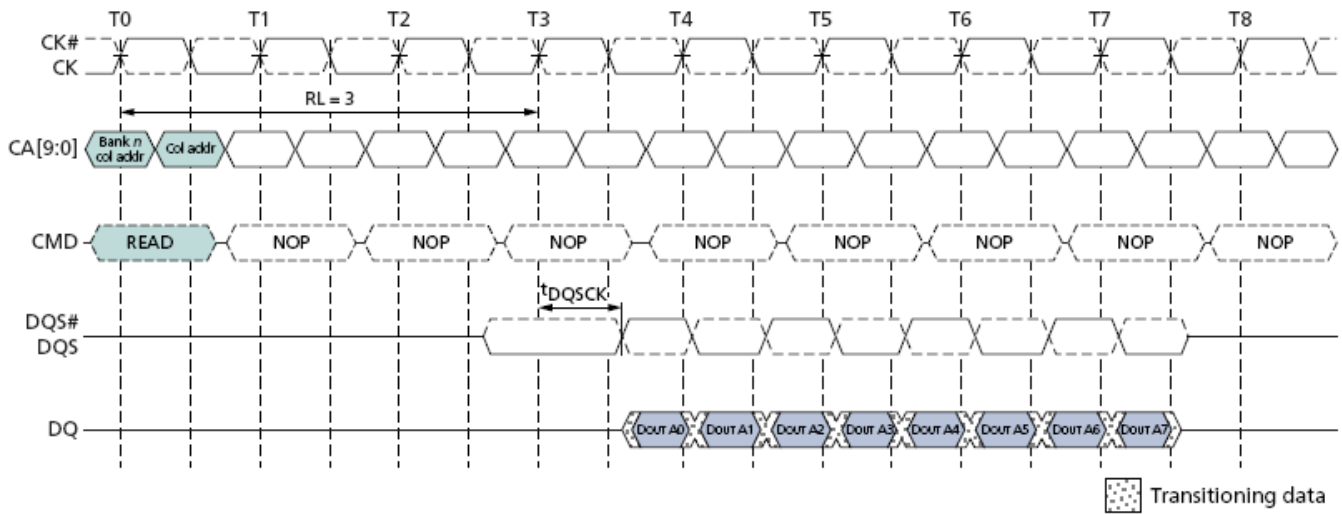 T0 T1 T2 T3 T4 T5 T6 T7 T8
CK#
CK
RL = 3
CA[9:0] Bank n col addr Col addr
CMD READ NOP NOP NOP NOP NOP NOP NOP NOP
tDQSCK
DQS#
DQS
DQ DOUT A0 DOUT A1 DOUT A2 DOUT A3 DOUT A4 DOUT A5 DOUT A6 DOUT A7
Transitioning data